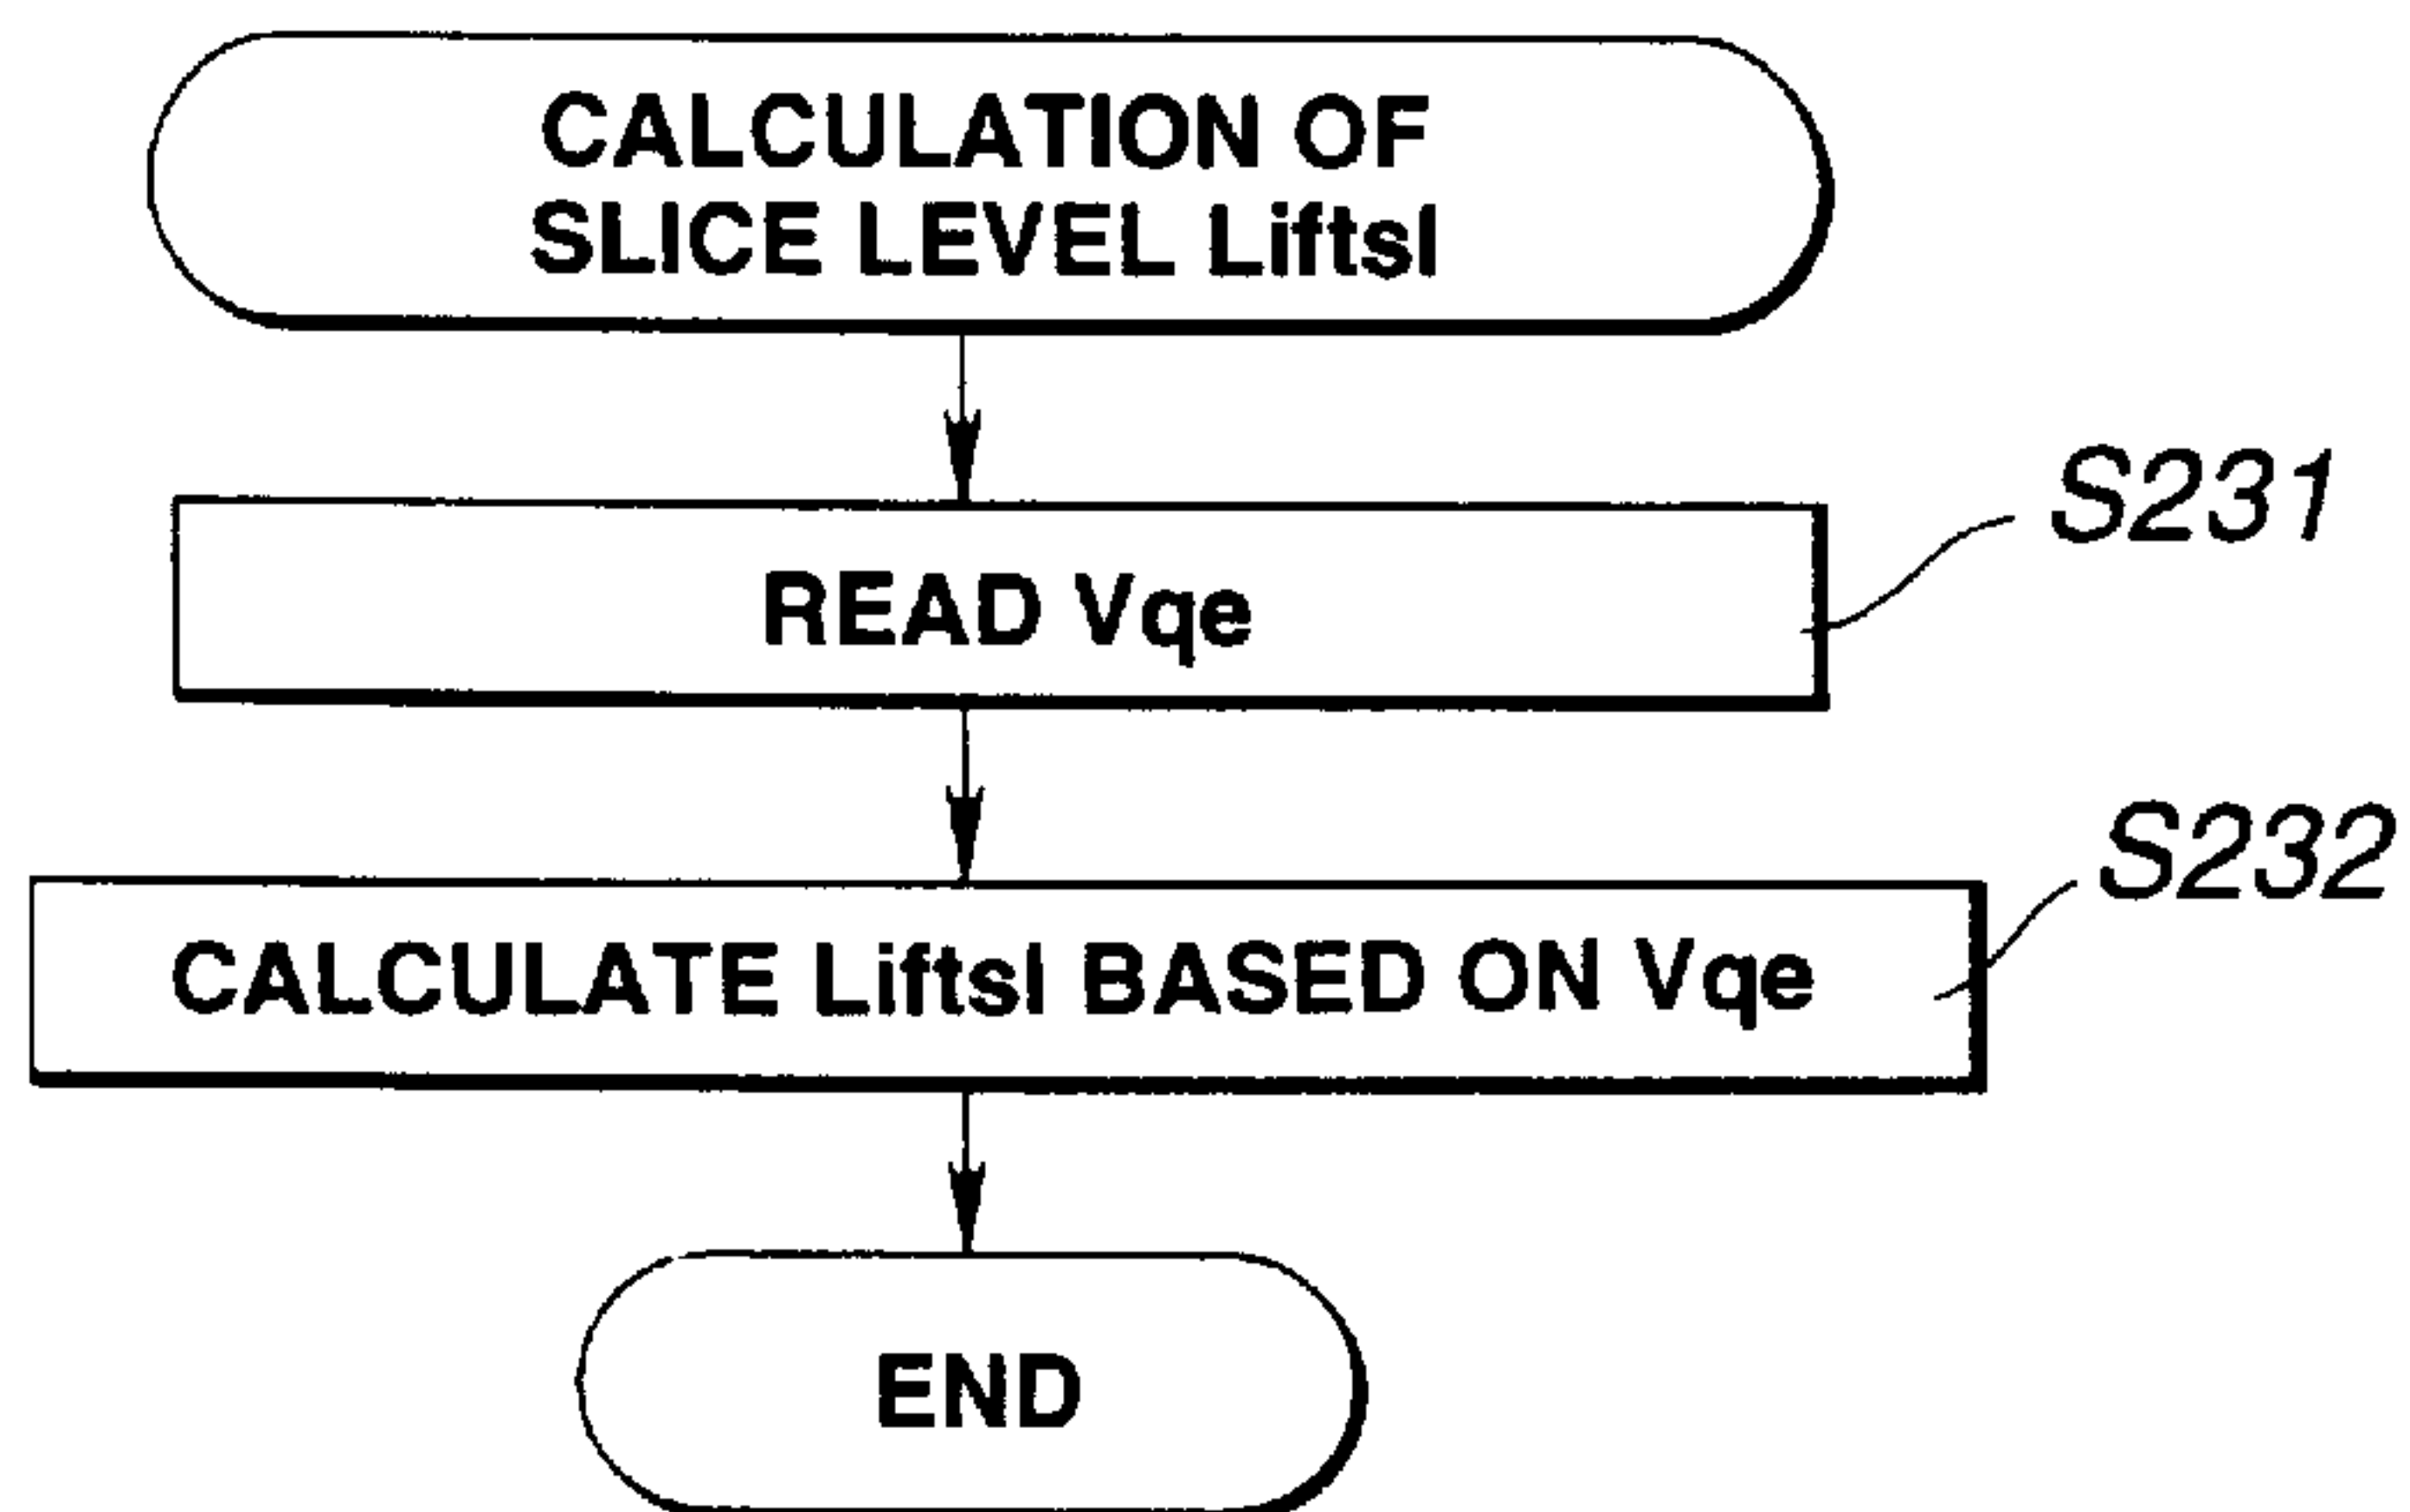 CALCULATION OF
SLICE LEVEL Liftsl
S231
READ Vqe
S232
CALCULATE Liftsl BASED ON Vqe
END